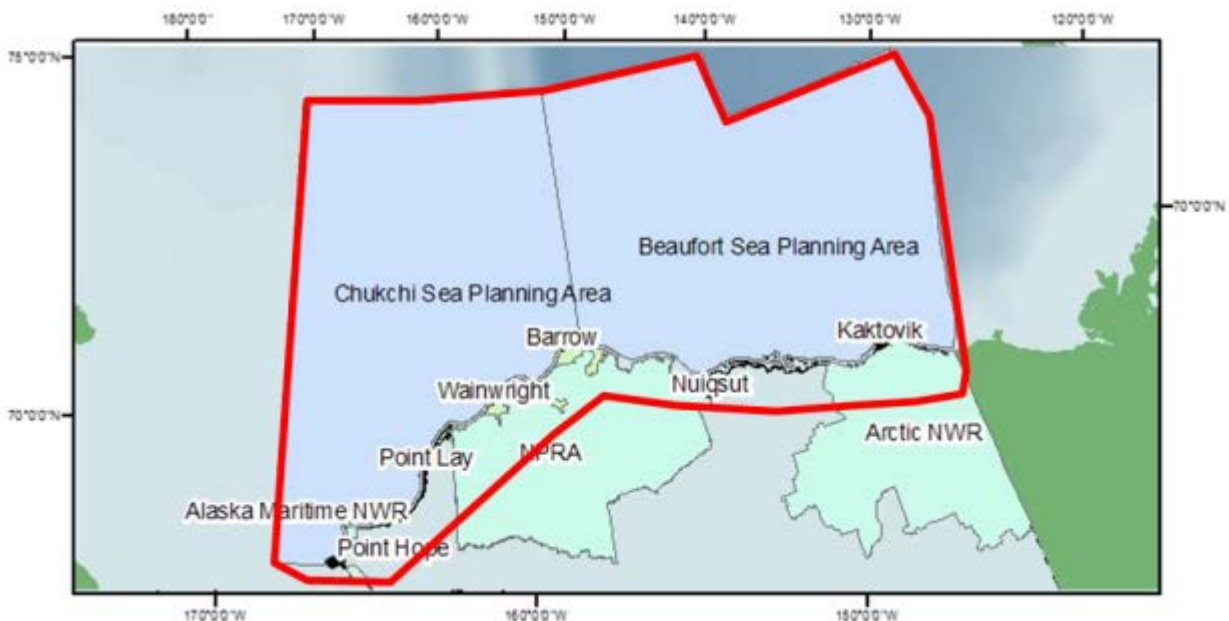 180°0'0"W 170°0'0"W 160°0'0"W 150°0'0"W 140°0'0"W 130°0'0"W 120°0'0"W
75°0'0"N
70°0'0"N
Beaufort Sea Planning Area
Chukchi Sea Planning Area
Barrow
Kaktovik
Wainwright
Nuiqsut
70°0'0"N
Arctic NWR
NPRA
Point Lay
Alaska Maritime NWR
Point Hope
170°0'0"W 160°0'0"W 150°0'0"W